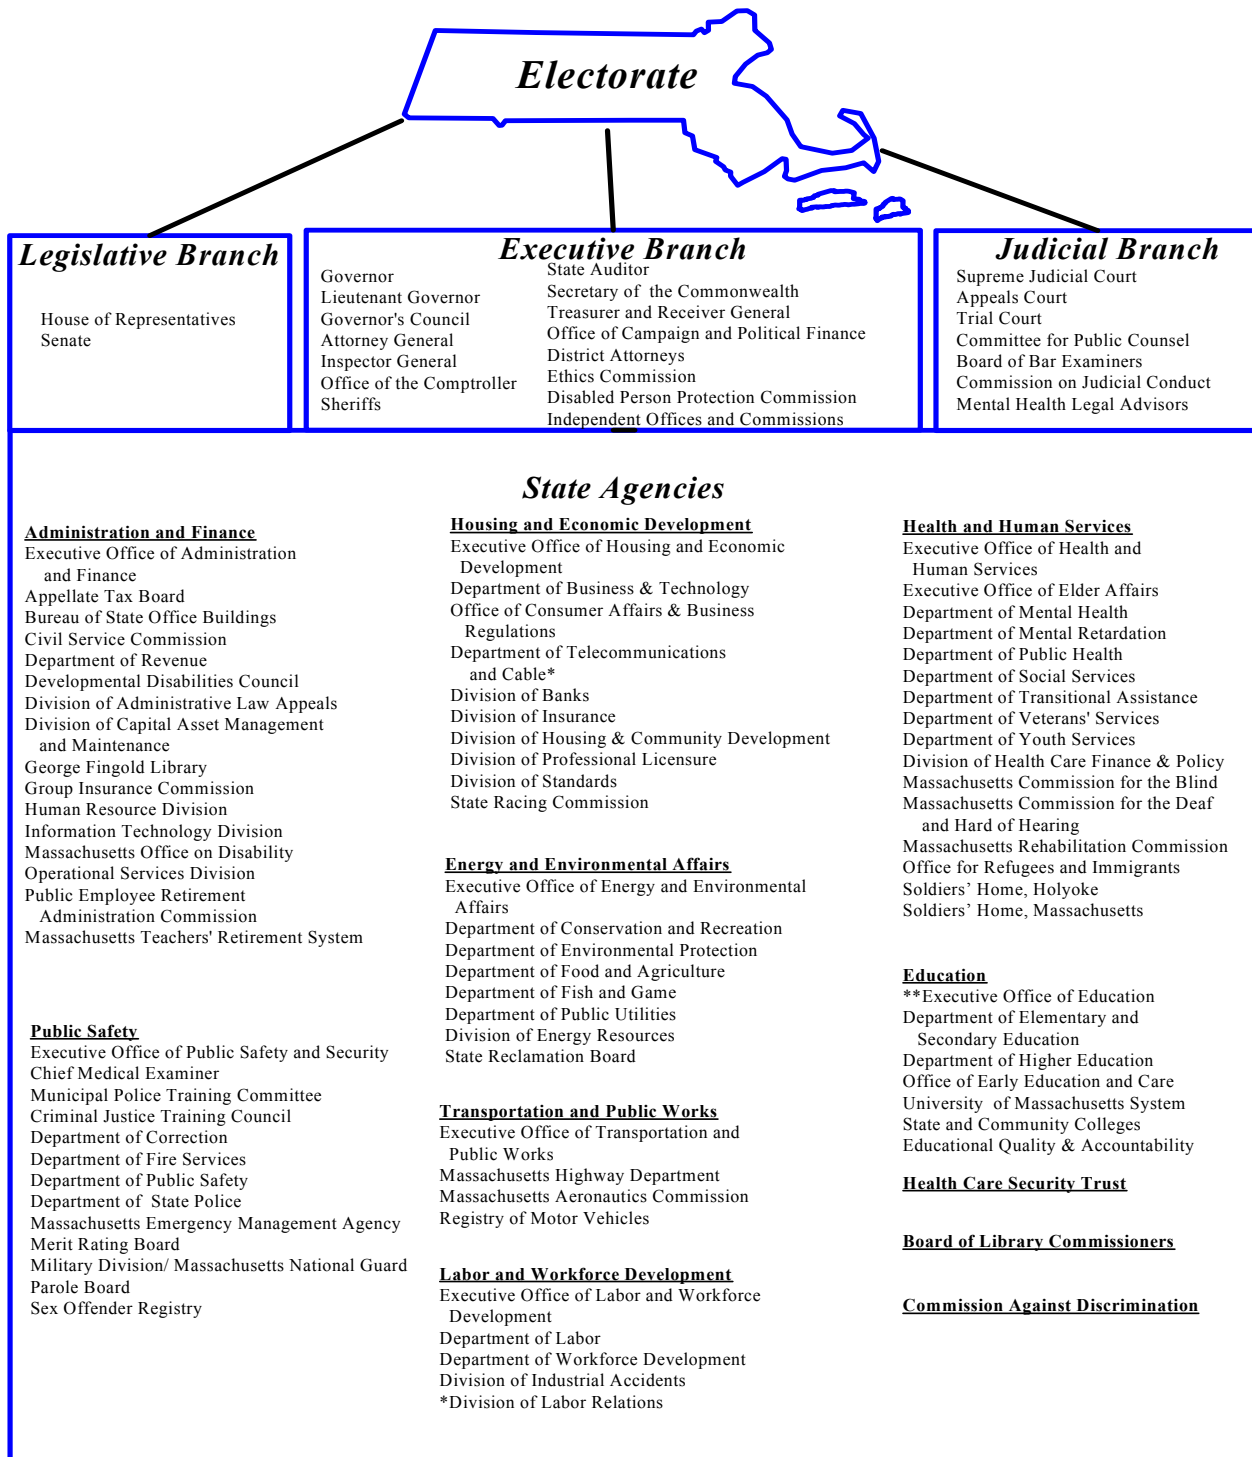 Electorate
Legislative Branch
House of Representatives
Senate
Executive Branch
Governor
Lieutenant Governor
Governor's Council
Attorney General
Inspector General
Office of the Comptroller
Sheriffs
State Auditor
Secretary of the Commonwealth
Treasurer and Receiver General
Office of Campaign and Political Finance
District Attorneys
Ethics Commission
Disabled Person Protection Commission
Independent Offices and Commissions
Judicial Branch
Supreme Judicial Court
Appeals Court
Trial Court
Committee for Public Counsel
Board of Bar Examiners
Commission on Judicial Conduct
Mental Health Legal Advisors
State Agencies
Administration and Finance
Executive Office of Administration
and Finance
Appellate Tax Board
Bureau of State Office Buildings
Civil Service Commission
Department of Revenue
Developmental Disabilities Council
Division of Administrative Law Appeals
Division of Capital Asset Management
and Maintenance
George Fingold Library
Group Insurance Commission
Human Resource Division
Information Technology Division
Massachusetts Office on Disability
Operational Services Division
Public Employee Retirement
Administration Commission
Massachusetts Teachers' Retirement System
Public Safety
Executive Office of Public Safety and Security
Chief Medical Examiner
Municipal Police Training Committee
Criminal Justice Training Council
Department of Correction
Department of Fire Services
Department of Public Safety
Department of State Police
Massachusetts Emergency Management Agency
Merit Rating Board
Military Division/ Massachusetts National Guard
Parole Board
Sex Offender Registry
Housing and Economic Development
Executive Office of Housing and Economic
Development
Department of Business & Technology
Office of Consumer Affairs & Business
Regulations
Department of Telecommunications
and Cable*
Division of Banks
Division of Insurance
Division of Housing & Community Development
Division of Professional Licensure
Division of Standards
State Racing Commission
Energy and Environmental Affairs
Executive Office of Energy and Environmental
Affairs
Department of Conservation and Recreation
Department of Environmental Protection
Department of Food and Agriculture
Department of Fish and Game
Department of Public Utilities
Division of Energy Resources
State Reclamation Board
Transportation and Public Works
Executive Office of Transportation and
Public Works
Massachusetts Highway Department
Massachusetts Aeronautics Commission
Registry of Motor Vehicles
Labor and Workforce Development
Executive Office of Labor and Workforce
Development
Department of Labor
Department of Workforce Development
Division of Industrial Accidents
*Division of Labor Relations
Health and Human Services
Executive Office of Health and
Human Services
Executive Office of Elder Affairs
Department of Mental Health
Department of Mental Retardation
Department of Public Health
Department of Social Services
Department of Transitional Assistance
Department of Veterans' Services
Department of Youth Services
Division of Health Care Finance & Policy
Massachusetts Commission for the Blind
Massachusetts Commission for the Deaf
and Hard of Hearing
Massachusetts Rehabilitation Commission
Office for Refugees and Immigrants
Soldiers’ Home, Holyoke
Soldiers’ Home, Massachusetts
Education
**Executive Office of Education
Department of Elementary and
Secondary Education
Department of Higher Education
Office of Early Education and Care
University of Massachusetts System
State and Community Colleges
Educational Quality & Accountability
Health Care Security Trust
Board of Library Commissioners
Commission Against Discrimination